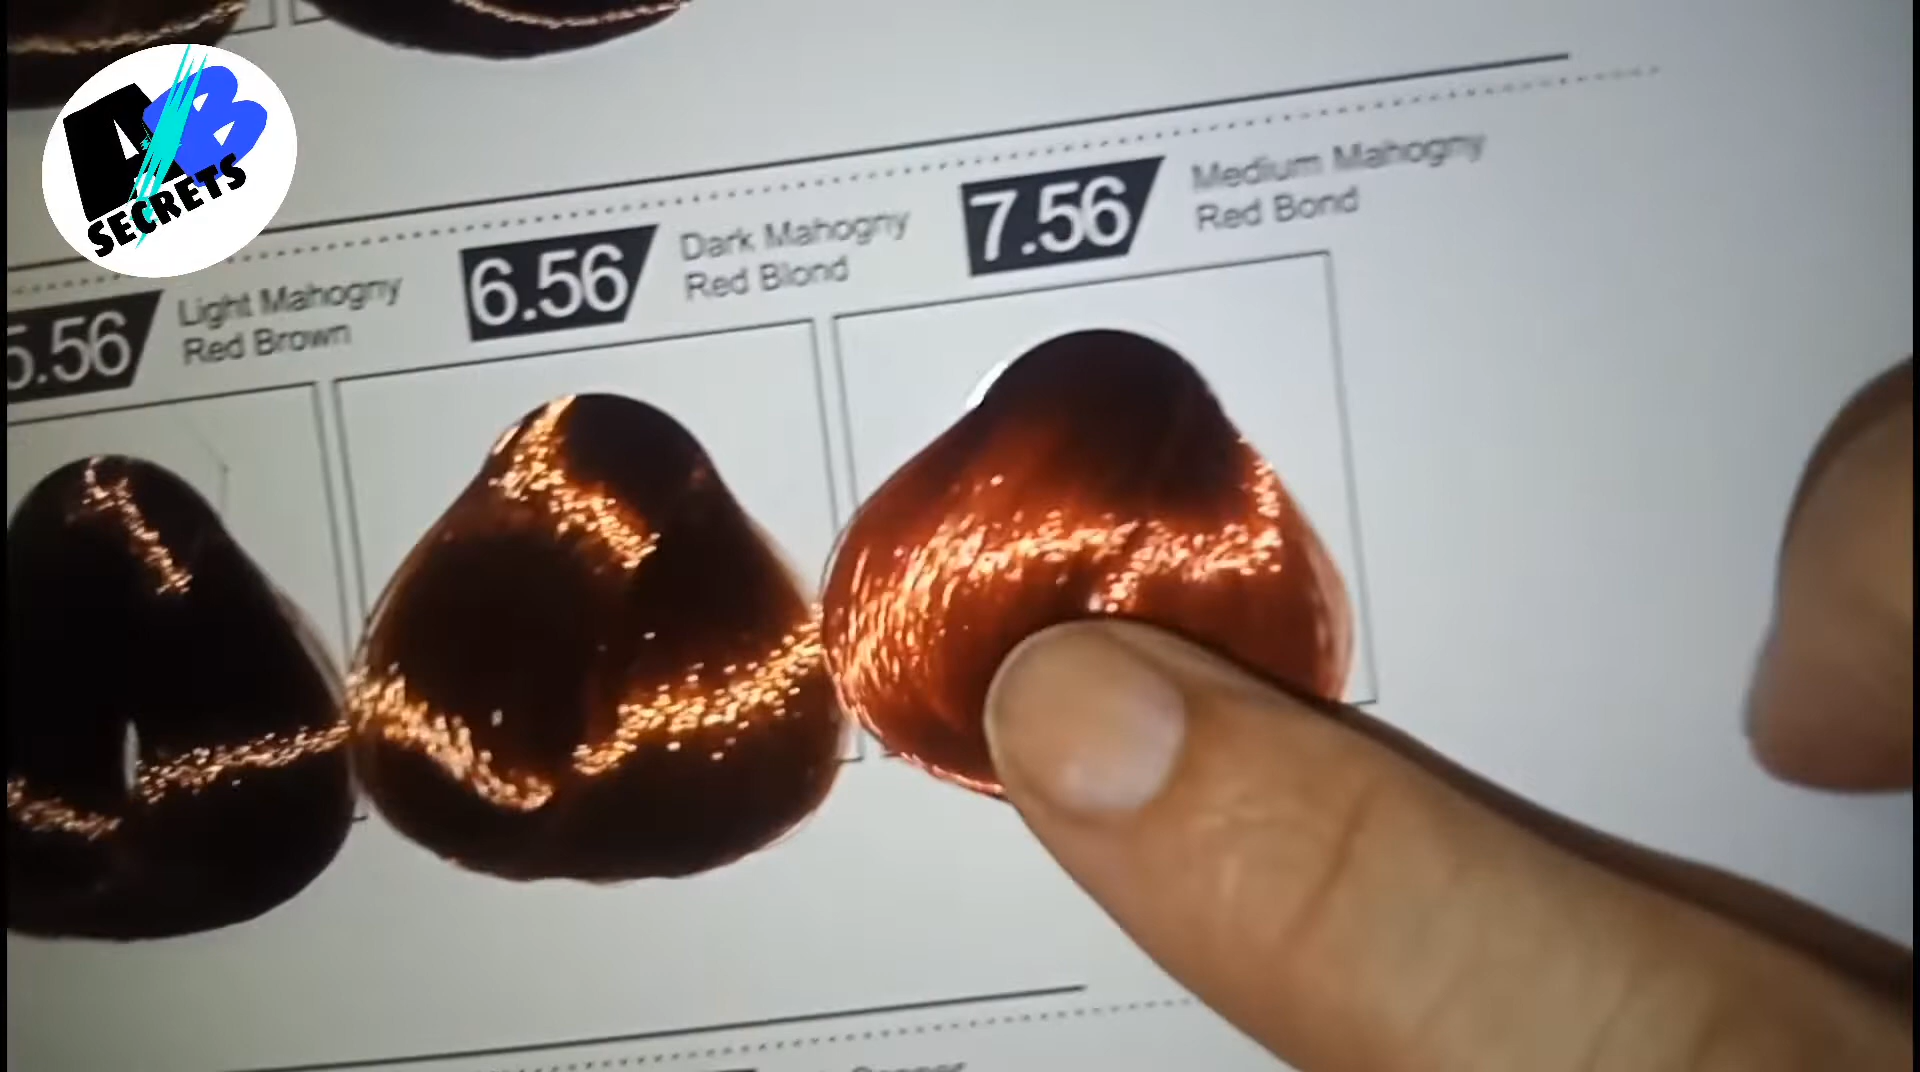 AB
SECRETS
5.56
Light Mahogny
Red Brown
6.56
Dark Mahogny
Red Blond
7.56
Medium Mahogny
Red Bond